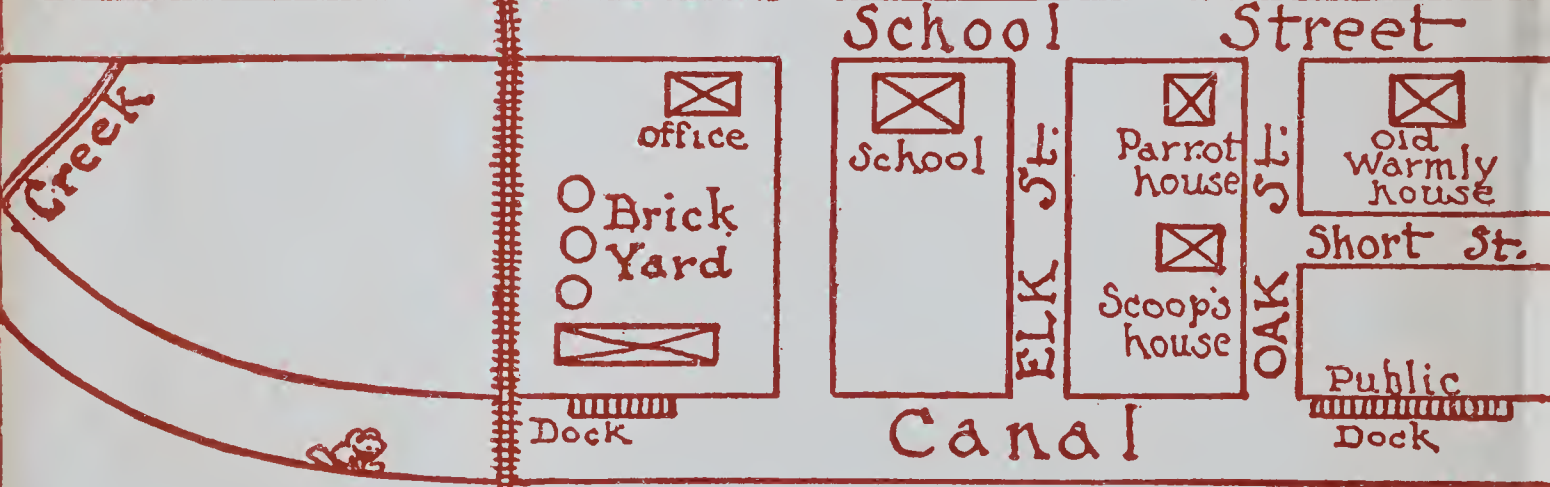 School Street
Creek
office
Brick
Yard
Dock
School
ELK St.
Parrot
house
Scoop's
house
OAK St.
old
Warmly
house
Short St.
Public
Dock
Canal